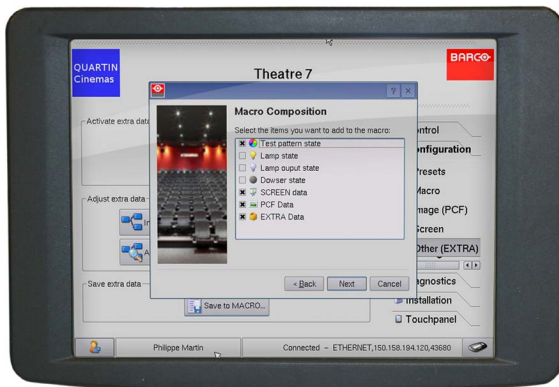 QUARTIN
Cinemas
Theatre 7
BARCO
? ×
Macro Composition
Select the items you want to add to the macro:
Test pattern state
Lamp state
Lamp ouput state
Dowser state
SCREEN data
PCF Data
EXTRA Data
< Back
Next
Cancel
Activate extra data
Adjust extra data
Save extra data
Save to MACRO...
ntrol
nfiguration
resets
acro
mage (PCF)
creen
Other (EXTRA)
agnostics
Installation
Touchpanel
Philippe Martin
Connected - ETHERNET,150.158.194.120,43680